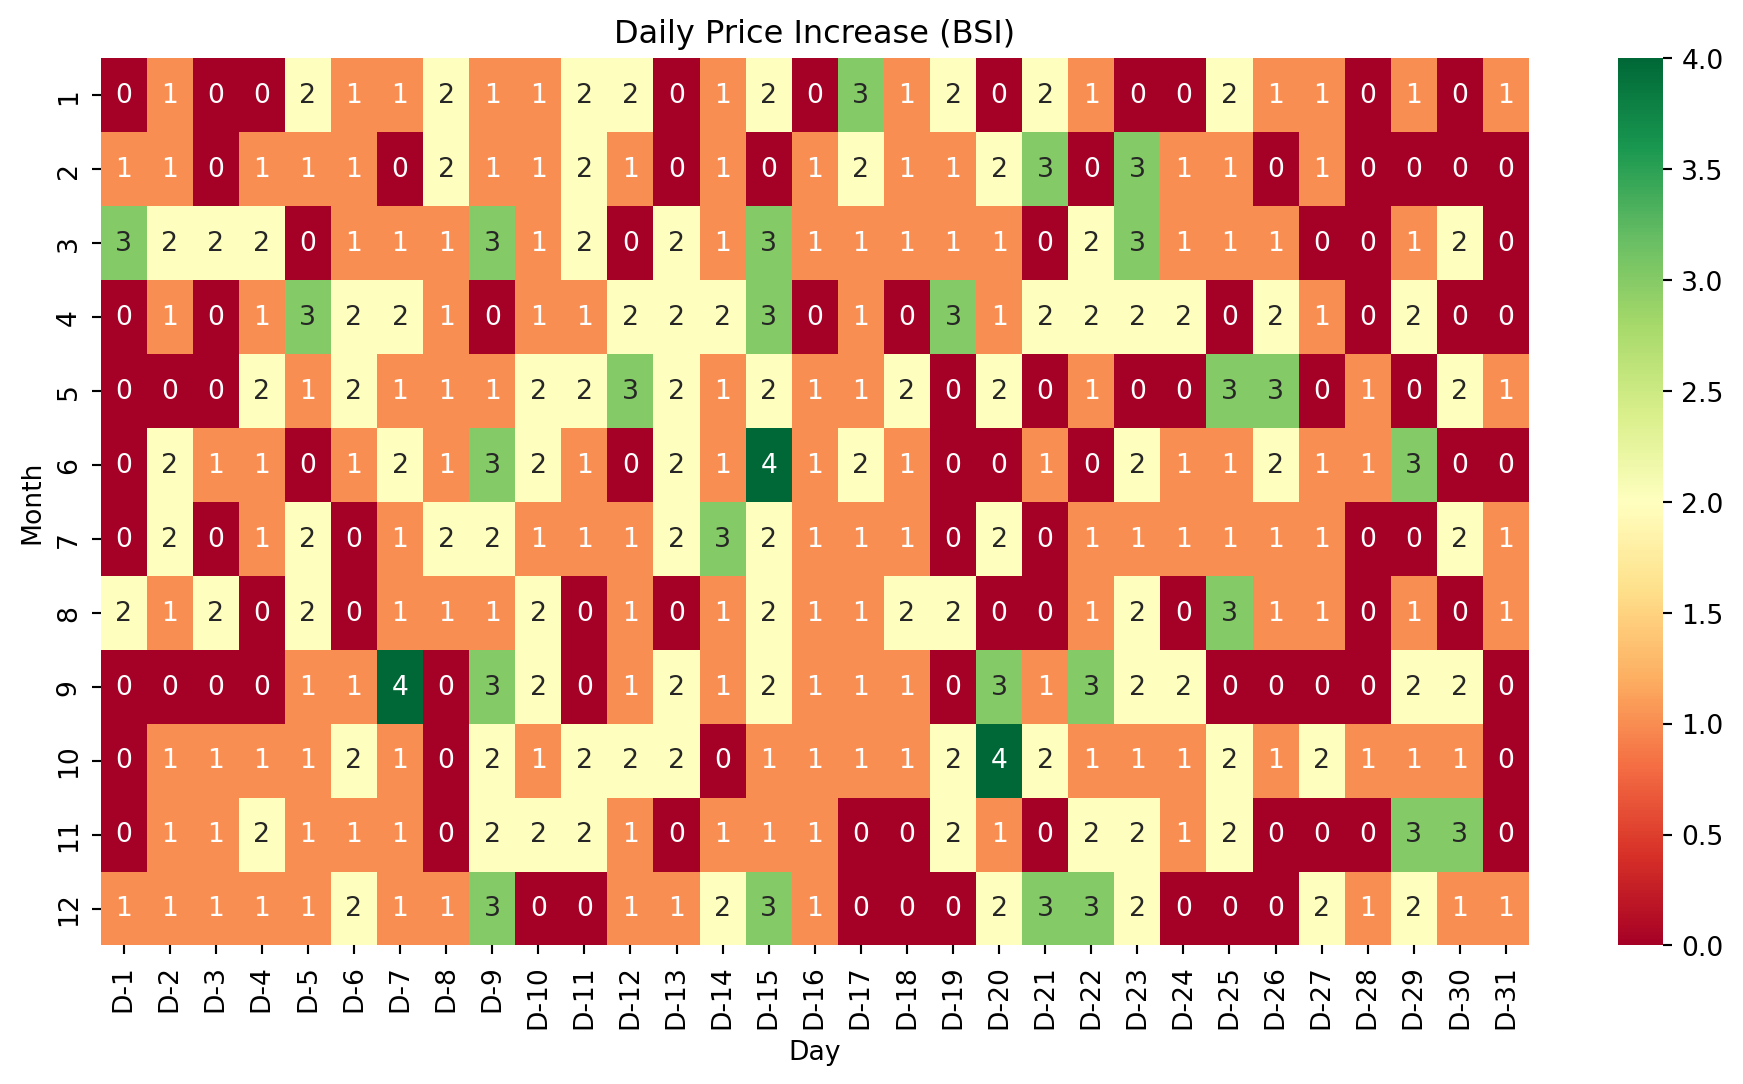 Daily Price Increase (BSI)
1 0 1 0 0 2 1 1 2 1 1 2 2 0 1 2 0 3 1 2 0 2 1 0 0 2 1 1 0 1 0 1
2 1 1 0 1 1 1 0 2 1 1 2 1 0 1 0 1 2 1 1 2 3 0 3 1 1 0 1 0 0 0 0
3 3 2 2 2 0 1 1 1 3 1 2 0 2 1 3 1 1 1 1 1 0 2 3 1 1 1 0 0 1 2 0
4 0 1 0 1 3 2 2 1 0 1 1 2 2 2 3 0 1 0 3 1 2 2 2 2 0 2 1 0 2 0 0
5 0 0 0 2 1 2 1 1 1 2 2 3 2 1 2 1 1 2 0 2 0 1 0 0 3 3 0 1 0 2 1
6 0 2 1 1 0 1 2 1 3 2 1 0 2 1 4 1 2 1 0 0 1 0 2 1 1 2 1 1 3 0 0
7 0 2 0 1 2 0 1 2 2 1 1 1 2 3 2 1 1 1 0 2 0 1 1 1 1 1 1 0 0 2 1
8 2 1 2 0 2 0 1 1 1 2 0 1 0 1 2 1 1 2 2 0 0 1 2 0 3 1 1 0 1 0 1
9 0 0 0 0 1 1 4 0 3 2 0 1 2 1 2 1 1 1 0 3 1 3 2 2 0 0 0 0 2 2 0
10 0 1 1 1 1 2 1 0 2 1 2 2 2 0 1 1 1 1 2 4 2 1 1 1 2 1 2 1 1 1 0
11 0 1 1 2 1 1 1 0 2 2 2 1 0 1 1 1 0 0 2 1 0 2 2 1 2 0 0 0 3 3 0
12 1 1 1 1 1 2 1 1 3 0 0 1 1 2 3 1 0 0 0 2 3 3 2 0 0 0 2 1 2 1 1
Month
D-1 D-2 D-3 D-4 D-5 D-6 D-7 D-8 D-9 D-10 D-11 D-12 D-13 D-14 D-15 D-16 D-17 D-18 D-19 D-20 D-21 D-22 D-23 D-24 D-25 D-26 D-27 D-28 D-29 D-30 D-31
Day
4.0
3.5
3.0
2.5
2.0
1.5
1.0
0.5
0.0